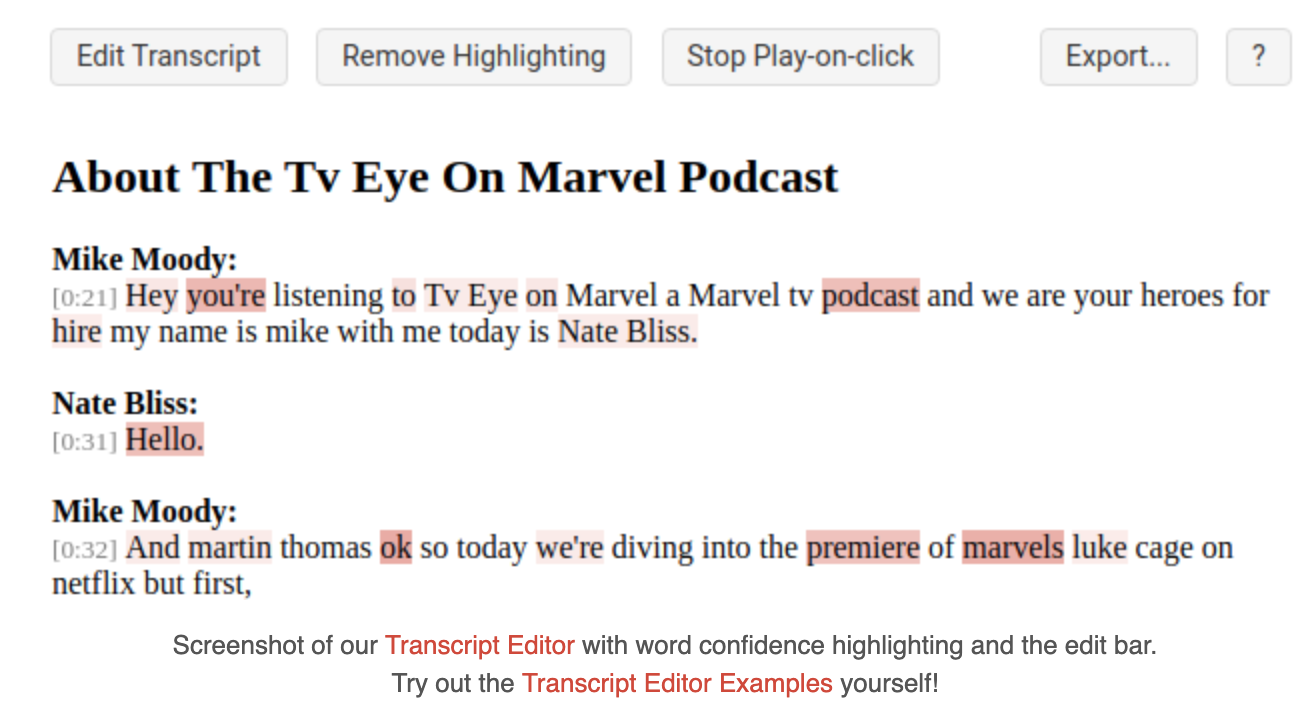 Edit Transcript Remove Highlighting Stop Play-on-click Export... ?
About The Tv Eye On Marvel Podcast
Mike Moody:
[0:21] Hey you're listening to Tv Eye on Marvel a Marvel tv podcast and we are your heroes for
hire my name is mike with me today is Nate Bliss.
Nate Bliss:
[0:31] Hello.
Mike Moody:
[0:32] And martin thomas ok so today we're diving into the premiere of marvels luke cage on
netflix but first,
Screenshot of our Transcript Editor with word confidence highlighting and the edit bar.
Try out the Transcript Editor Examples yourself!